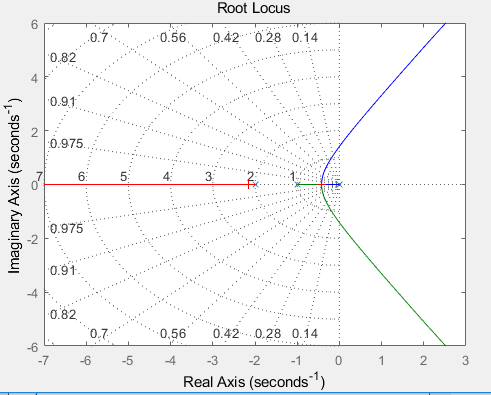 Root Locus
6
0.7 0.56 0.42 0.28 0.14
0.82
4
0.91
2
0.975
7 6 5 4 3 2 1
0
Imaginary Axis (seconds⁻¹)
0.975
-2
0.91
-4
0.82
0.7 0.56 0.42 0.28 0.14
-6
-7 -6 -5 -4 -3 -2 -1 0 1 2 3
Real Axis (seconds⁻¹)